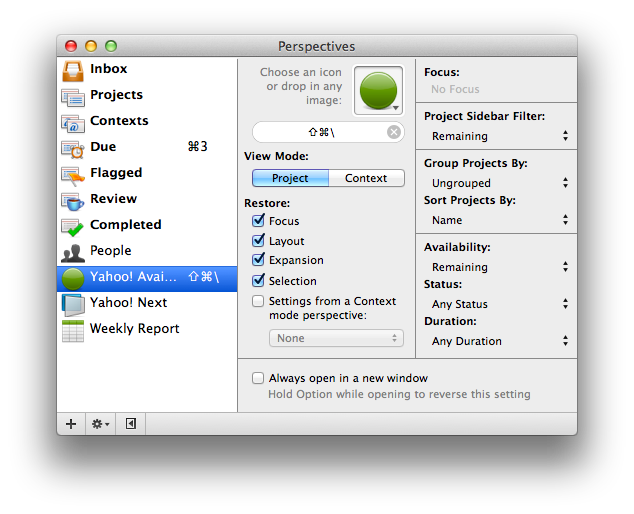 Perspectives
Inbox
Projects
Contexts
Due ⌘3
Flagged
Review
Completed
People
Yahoo! Avai... ⇧⌘\
Yahoo! Next
Weekly Report
Choose an icon
or drop in any
image:
⇧⌘\
View Mode:
Project Context
Restore:
Focus
Layout
Expansion
Selection
Settings from a Context
mode perspective:
None
Focus:
No Focus
Project Sidebar Filter:
Remaining
Group Projects By:
Ungrouped
Sort Projects By:
Name
Availability:
Remaining
Status:
Any Status
Duration:
Any Duration
Always open in a new window
Hold Option while opening to reverse this setting